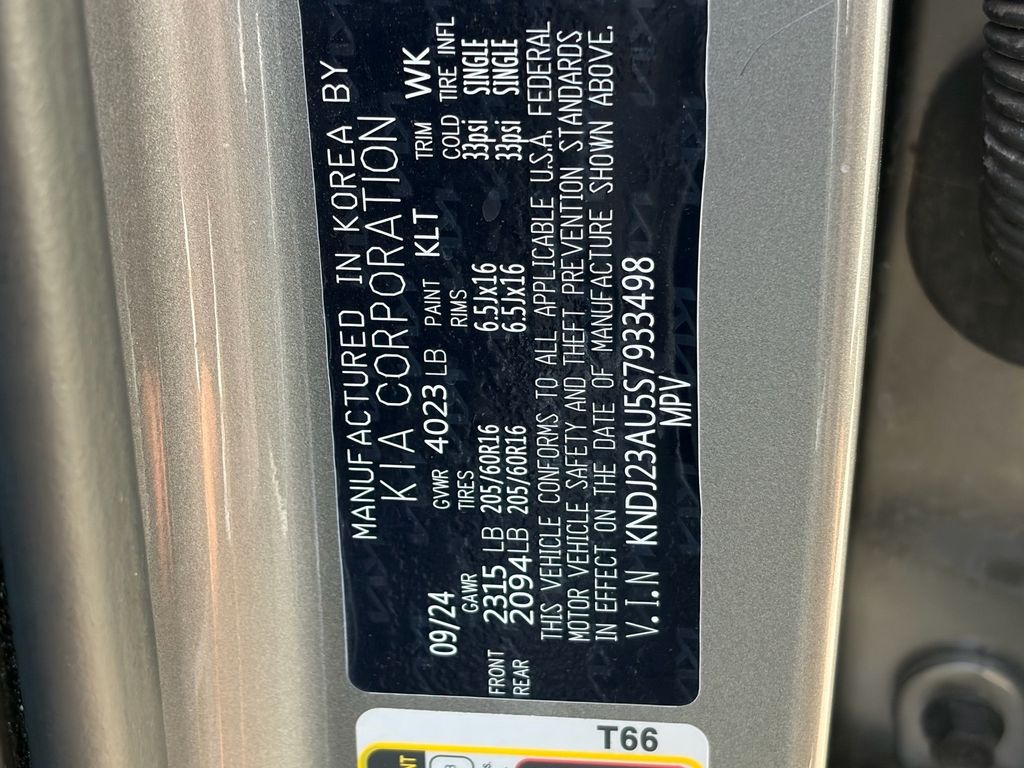 MANUFACTURED IN KOREA BY
KIA CORPORATION
09/24 GVWR 4023 LB PAINT KLT TRIM WK
GAWR TIRES RIMS COLD TIRE INFL
FRONT 2315 LB 205/60R16 6.5Jx16 33psi SINGLE
REAR 2094LB 205/60R16 6.5Jx16 33psi SINGLE
THIS VEHICLE CONFORMS TO ALL APPLICABLE U.S.A. FEDERAL
MOTOR VEHICLE SAFETY AND THEFT PREVENTION STANDARDS
IN EFFECT ON THE DATE OF MANUFACTURE SHOWN ABOVE.
V.I.N KNDJ23AU5S7933498
MPV
T66